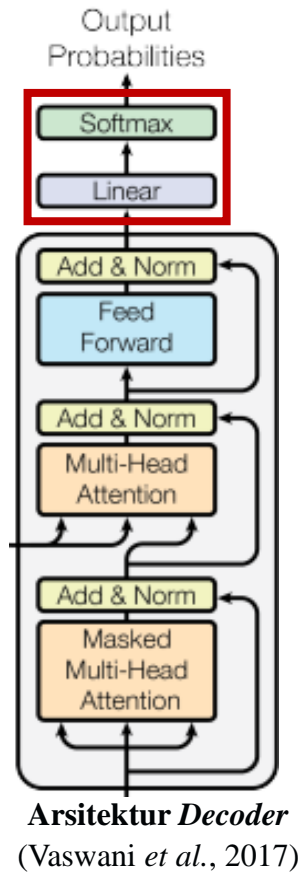 Output
Probabilities
Softmax
Linear
Add & Norm
Feed
Forward
Add & Norm
Multi-Head
Attention
Add & Norm
Masked
Multi-Head
Attention
Arsitektur Decoder
(Vaswani et al., 2017)